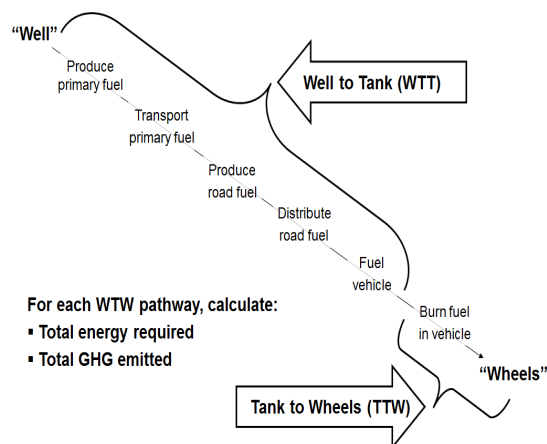 “Well”
Produce
primary fuel
Well to Tank (WTT)
Transport
primary fuel
Produce
road fuel
Distribute
road fuel
Fuel
vehicle
For each WTW pathway, calculate:
▪ Total energy required
▪ Total GHG emitted
Burn fuel
in vehicle
“Wheels”
Tank to Wheels (TTW)